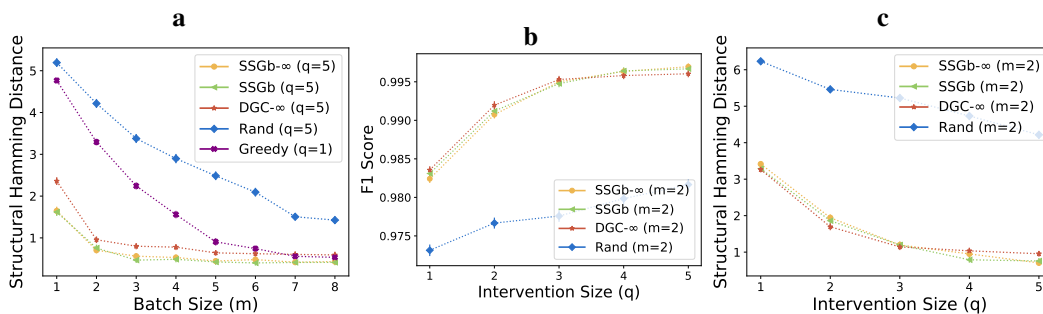 a
Structural Hamming Distance
5
4
3
2
1
SSGb-∞ (q=5)
SSGb (q=5)
DGC-∞ (q=5)
Rand (q=5)
Greedy (q=1)
1 2 3 4 5 6 7 8
Batch Size (m)
b
F1 Score
0.995
0.990
0.985
0.980
0.975
SSGb-∞ (m=2)
SSGb (m=2)
DGC-∞ (m=2)
Rand (m=2)
1 2 3 4 5
Intervention Size (q)
c
Structural Hamming Distance
6
5
4
3
2
1
SSGb-∞ (m=2)
SSGb (m=2)
DGC-∞ (m=2)
Rand (m=2)
1 2 3 4 5
Intervention Size (q)